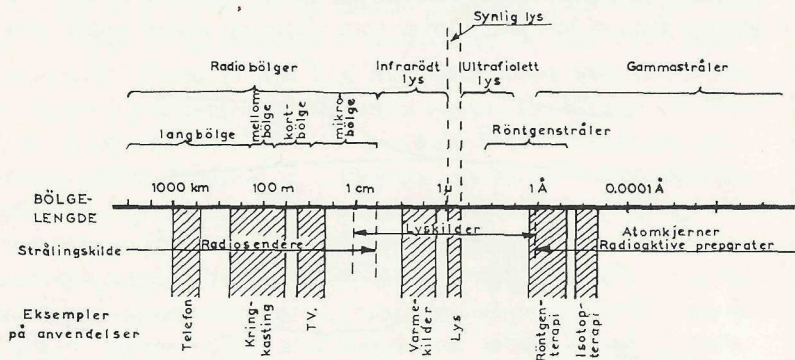 Synlig lys
Radiobölger
Infrarödt
lys
Ultrafiolett
lys
Gammastråler
langbölge
mellom
bölge
kort-
bölge
mikro-
bölge
Röntgenstråler
BÖLGE-
LENGDE
1000 km
100 m
1 cm
1µ
1 Å
0.0001 Å
Strålingskilde
Radiosendere
Lyskilder
Atomkjerner
Radioaktive preparater
Eksempler
på anvendelser
Telefon
Kring-
kasting
TV.
Varme-
kilder
Lys
Röntgen-
terapi
Isotop-
terapi